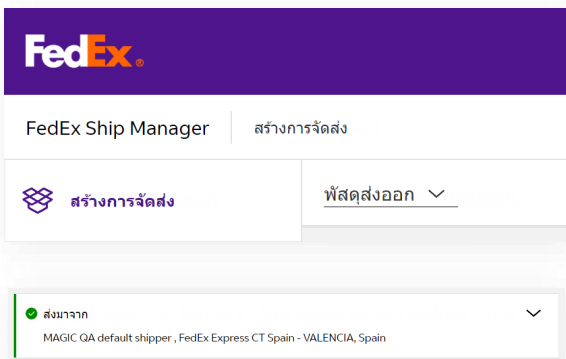 FedEx®
FedEx Ship Manager สร้างการจัดส่ง
สร้างการจัดส่ง พัสดุส่งออก
ส่งมาจาก
MAGIC QA default shipper , FedEx Express CT Spain - VALENCIA, Spain